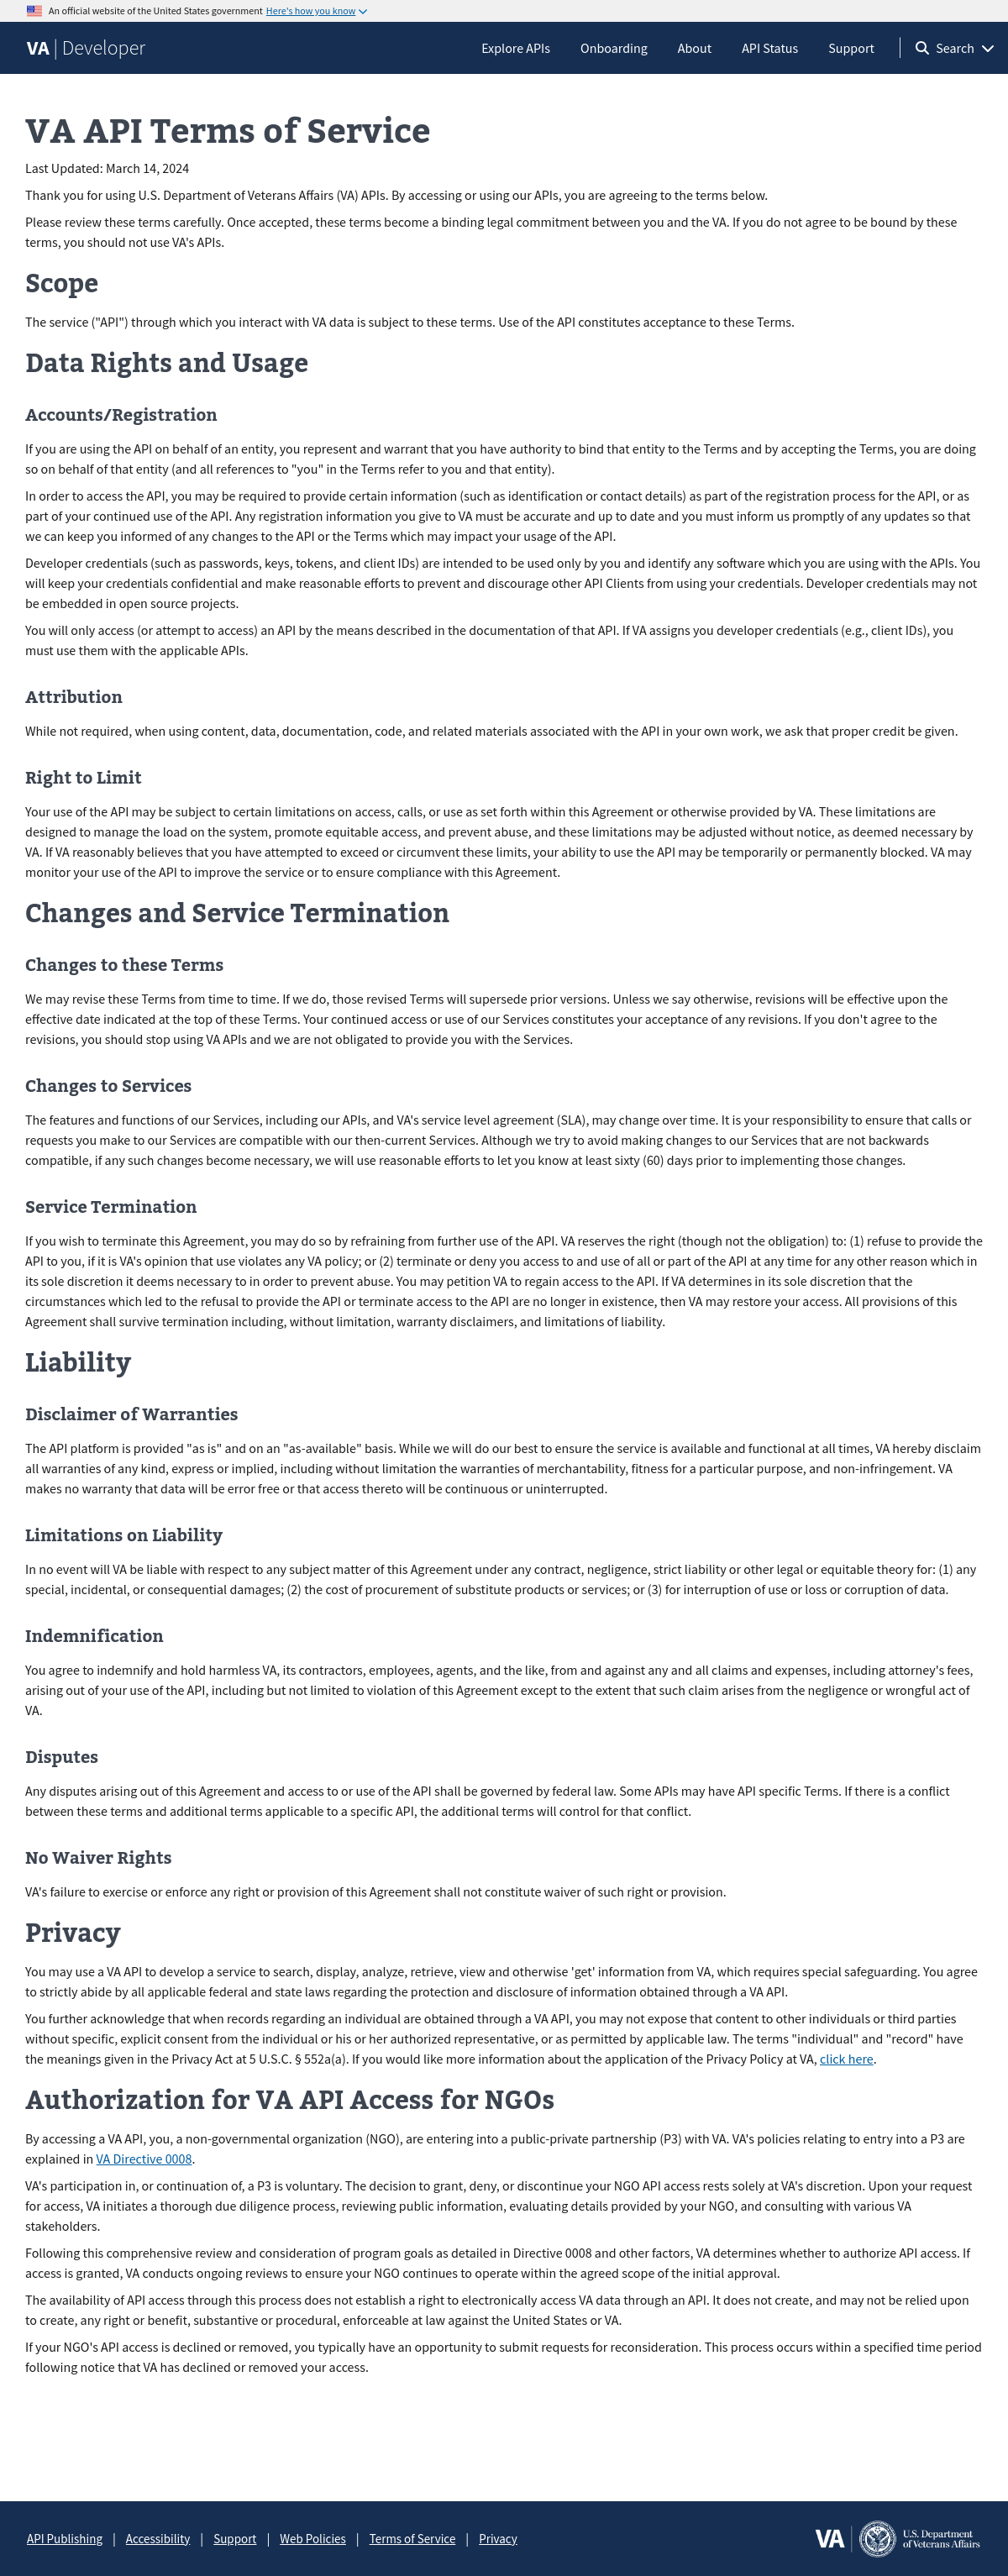 An official website of the United States government Here's how you know
VA | Developer
Explore APIs
Onboarding
About
API Status
Support
Search
VA API Terms of Service
Last Updated: March 14, 2024
Thank you for using U.S. Department of Veterans Affairs (VA) APIs. By accessing or using our APIs, you are agreeing to the terms below.
Please review these terms carefully. Once accepted, these terms become a binding legal commitment between you and the VA. If you do not agree to be bound by these
terms, you should not use VA's APIs.
Scope
The service ("API") through which you interact with VA data is subject to these terms. Use of the API constitutes acceptance to these Terms.
Data Rights and Usage
Accounts/Registration
If you are using the API on behalf of an entity, you represent and warrant that you have authority to bind that entity to the Terms and by accepting the Terms, you are doing
so on behalf of that entity (and all references to "you" in the Terms refer to you and that entity).
In order to access the API, you may be required to provide certain information (such as identification or contact details) as part of the registration process for the API, or as
part of your continued use of the API. Any registration information you give to VA must be accurate and up to date and you must inform us promptly of any updates so that
we can keep you informed of any changes to the API or the Terms which may impact your usage of the API.
Developer credentials (such as passwords, keys, tokens, and client IDs) are intended to be used only by you and identify any software which you are using with the APIs. You
will keep your credentials confidential and make reasonable efforts to prevent and discourage other API Clients from using your credentials. Developer credentials may not
be embedded in open source projects.
You will only access (or attempt to access) an API by the means described in the documentation of that API. If VA assigns you developer credentials (e.g., client IDs), you
must use them with the applicable APIs.
Attribution
While not required, when using content, data, documentation, code, and related materials associated with the API in your own work, we ask that proper credit be given.
Right to Limit
Your use of the API may be subject to certain limitations on access, calls, or use as set forth within this Agreement or otherwise provided by VA. These limitations are
designed to manage the load on the system, promote equitable access, and prevent abuse, and these limitations may be adjusted without notice, as deemed necessary by
VA. If VA reasonably believes that you have attempted to exceed or circumvent these limits, your ability to use the API may be temporarily or permanently blocked. VA may
monitor your use of the API to improve the service or to ensure compliance with this Agreement.
Changes and Service Termination
Changes to these Terms
We may revise these Terms from time to time. If we do, those revised Terms will supersede prior versions. Unless we say otherwise, revisions will be effective upon the
effective date indicated at the top of these Terms. Your continued access or use of our Services constitutes your acceptance of any revisions. If you don't agree to the
revisions, you should stop using VA APIs and we are not obligated to provide you with the Services.
Changes to Services
The features and functions of our Services, including our APIs, and VA's service level agreement (SLA), may change over time. It is your responsibility to ensure that calls or
requests you make to our Services are compatible with our then-current Services. Although we try to avoid making changes to our Services that are not backwards
compatible, if any such changes become necessary, we will use reasonable efforts to let you know at least sixty (60) days prior to implementing those changes.
Service Termination
If you wish to terminate this Agreement, you may do so by refraining from further use of the API. VA reserves the right (though not the obligation) to: (1) refuse to provide the
API to you, if it is VA's opinion that use violates any VA policy; or (2) terminate or deny you access to and use of all or part of the API at any time for any other reason which in
its sole discretion it deems necessary to in order to prevent abuse. You may petition VA to regain access to the API. If VA determines in its sole discretion that the
circumstances which led to the refusal to provide the API or terminate access to the API are no longer in existence, then VA may restore your access. All provisions of this
Agreement shall survive termination including, without limitation, warranty disclaimers, and limitations of liability.
Liability
Disclaimer of Warranties
The API platform is provided "as is" and on an "as-available" basis. While we will do our best to ensure the service is available and functional at all times, VA hereby disclaim
all warranties of any kind, express or implied, including without limitation the warranties of merchantability, fitness for a particular purpose, and non-infringement. VA
makes no warranty that data will be error free or that access thereto will be continuous or uninterrupted.
Limitations on Liability
In no event will VA be liable with respect to any subject matter of this Agreement under any contract, negligence, strict liability or other legal or equitable theory for: (1) any
special, incidental, or consequential damages; (2) the cost of procurement of substitute products or services; or (3) for interruption of use or loss or corruption of data.
Indemnification
You agree to indemnify and hold harmless VA, its contractors, employees, agents, and the like, from and against any and all claims and expenses, including attorney's fees,
arising out of your use of the API, including but not limited to violation of this Agreement except to the extent that such claim arises from the negligence or wrongful act of
VA.
Disputes
Any disputes arising out of this Agreement and access to or use of the API shall be governed by federal law. Some APIs may have API specific Terms. If there is a conflict
between these terms and additional terms applicable to a specific API, the additional terms will control for that conflict.
No Waiver Rights
VA's failure to exercise or enforce any right or provision of this Agreement shall not constitute waiver of such right or provision.
Privacy
You may use a VA API to develop a service to search, display, analyze, retrieve, view and otherwise 'get' information from VA, which requires special safeguarding. You agree
to strictly abide by all applicable federal and state laws regarding the protection and disclosure of information obtained through a VA API.
You further acknowledge that when records regarding an individual are obtained through a VA API, you may not expose that content to other individuals or third parties
without specific, explicit consent from the individual or his or her authorized representative, or as permitted by applicable law. The terms "individual" and "record" have
the meanings given in the Privacy Act at 5 U.S.C. § 552a(a). If you would like more information about the application of the Privacy Policy at VA, click here.
Authorization for VA API Access for NGOs
By accessing a VA API, you, a non-governmental organization (NGO), are entering into a public-private partnership (P3) with VA. VA's policies relating to entry into a P3 are
explained in VA Directive 0008.
VA's participation in, or continuation of, a P3 is voluntary. The decision to grant, deny, or discontinue your NGO API access rests solely at VA's discretion. Upon your request
for access, VA initiates a thorough due diligence process, reviewing public information, evaluating details provided by your NGO, and consulting with various VA
stakeholders.
Following this comprehensive review and consideration of program goals as detailed in Directive 0008 and other factors, VA determines whether to authorize API access. If
access is granted, VA conducts ongoing reviews to ensure your NGO continues to operate within the agreed scope of the initial approval.
The availability of API access through this process does not establish a right to electronically access VA data through an API. It does not create, and may not be relied upon
to create, any right or benefit, substantive or procedural, enforceable at law against the United States or VA.
If your NGO's API access is declined or removed, you typically have an opportunity to submit requests for reconsideration. This process occurs within a specified time period
following notice that VA has declined or removed your access.
API Publishing | Accessibility | Support | Web Policies | Terms of Service | Privacy
VA
U.S. Department
of Veterans Affairs